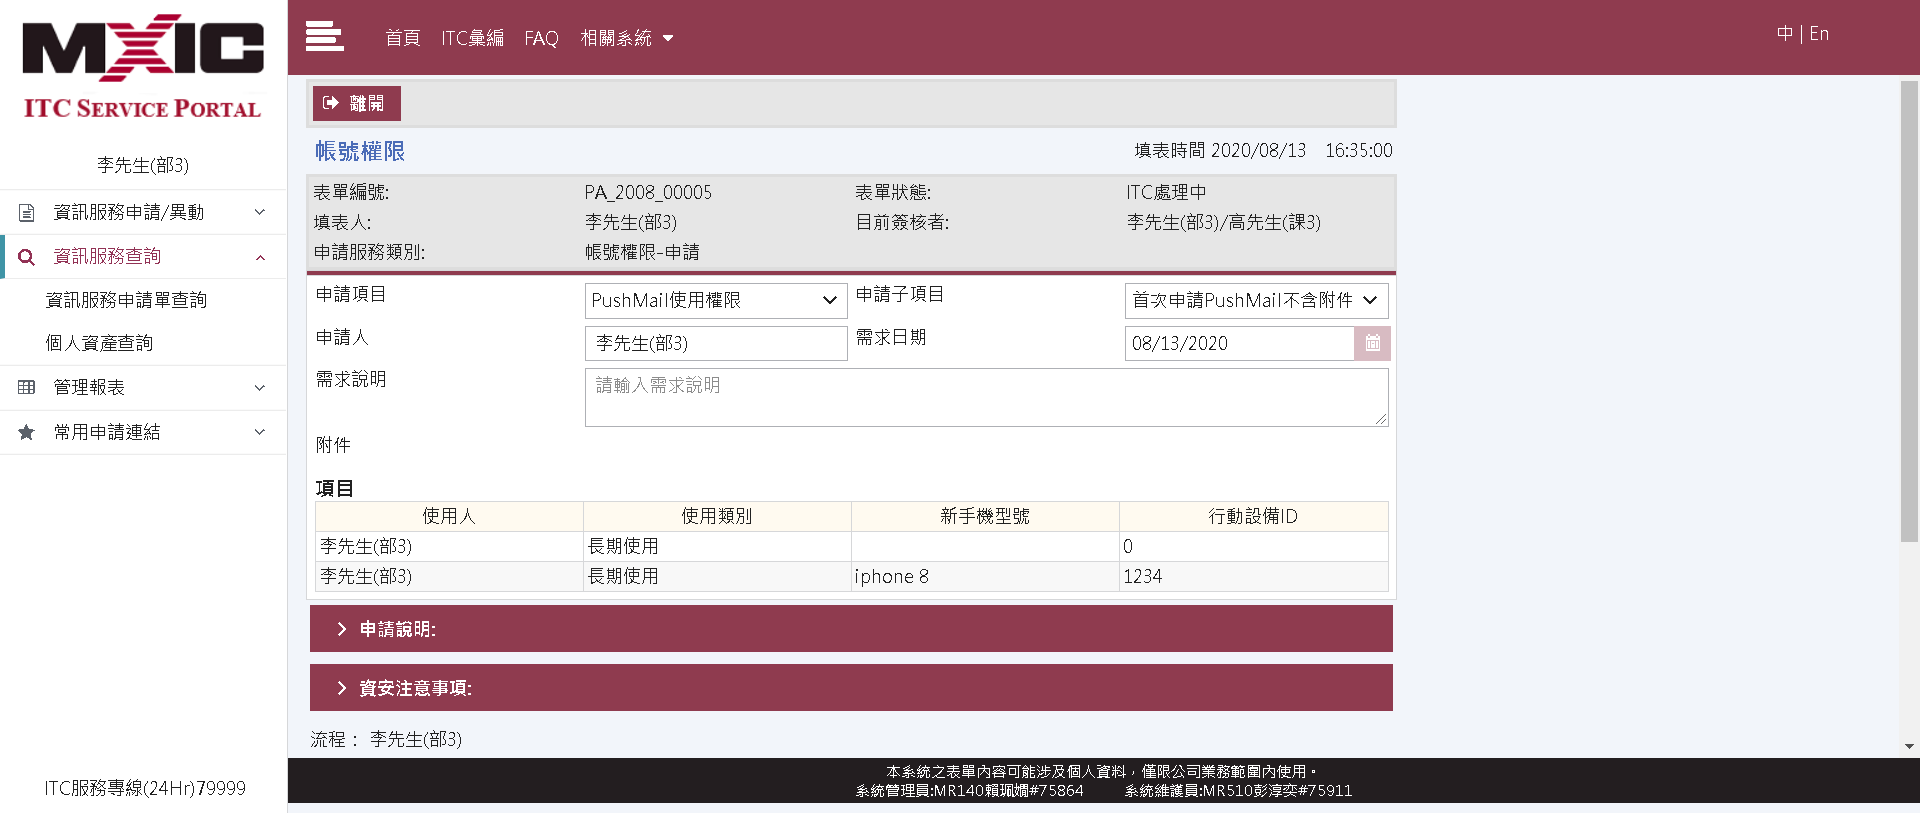 MXIC
ITC SERVICE PORTAL
李先生(部3)
資訊服務申請/異動
資訊服務查詢
資訊服務申請單查詢
個人資產查詢
管理報表
常用申請連結
ITC服務專線(24Hr)79999
首頁 ITC彙編 FAQ 相關系統
中 | En
離開
帳號權限 填表時間 2020/08/13 16:35:00
表單編號: PA_2008_00005 表單狀態: ITC處理中
填表人: 李先生(部3) 目前簽核者: 李先生(部3)/高先生(課3)
申請服務類別: 帳號權限-申請
申請項目 PushMail使用權限 申請子項目 首次申請PushMail不含附件
申請人 李先生(部3) 需求日期 08/13/2020
需求說明 請輸入需求說明
附件
項目
使用人 使用類別 新手機型號 行動設備ID
李先生(部3) 長期使用 0
李先生(部3) 長期使用 iphone 8 1234
申請說明:
資安注意事項:
流程： 李先生(部3)
本系統之表單內容可能涉及個人資料，僅限公司業務範圍內使用。
系統管理員:MR140賴珮嫺#75864 系統維護員:MR510彭淳奕#75911